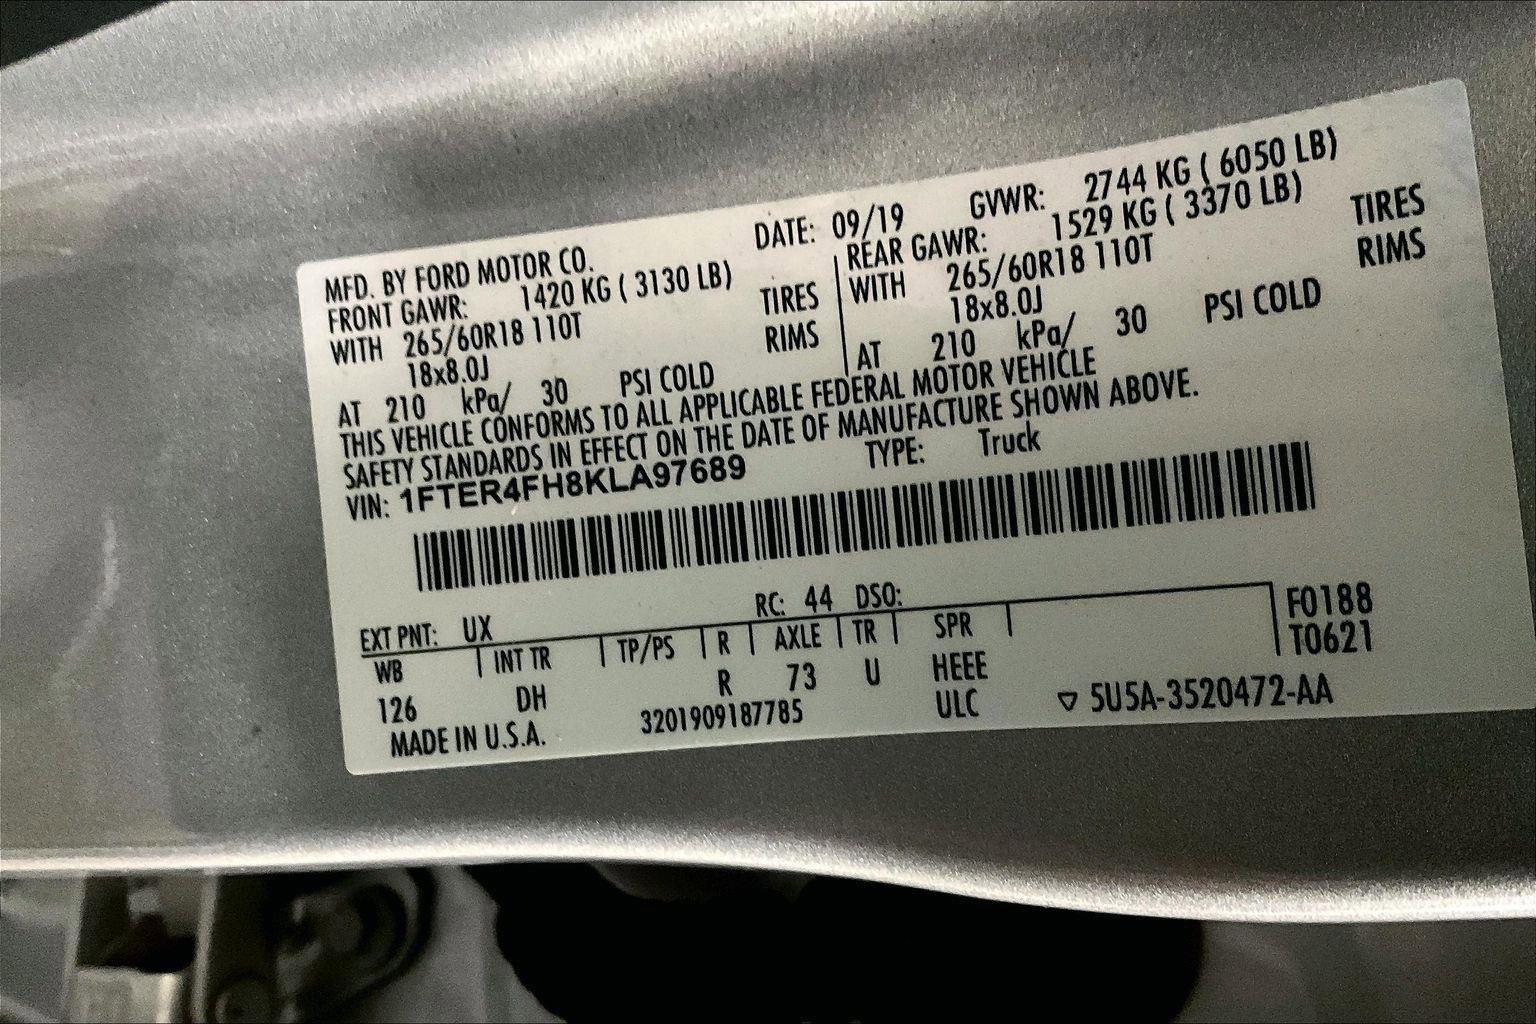 MFD. BY FORD MOTOR CO. DATE: 09/19 GVWR: 2744 KG ( 6050 LB)
FRONT GAWR: 1420 KG ( 3130 LB) REAR GAWR: 1529 KG ( 3370 LB)
WITH 265/60R18 110T TIRES WITH 265/60R18 110T TIRES
18x8.0J RIMS 18x8.0J RIMS
AT 210 kPa/ 30 PSI COLD AT 210 kPa/ 30 PSI COLD
THIS VEHICLE CONFORMS TO ALL APPLICABLE FEDERAL MOTOR VEHICLE
SAFETY STANDARDS IN EFFECT ON THE DATE OF MANUFACTURE SHOWN ABOVE.
VIN: 1FTER4FH8KLA97689 TYPE: Truck
EXT PNT: UX RC: 44 DSO: F0188
WB INT TR TP/PS R AXLE TR SPR T0621
126 DH R 73 U HEEE
MADE IN U.S.A. 3201909187785 ULC ▽ 5U5A-3520472-AA